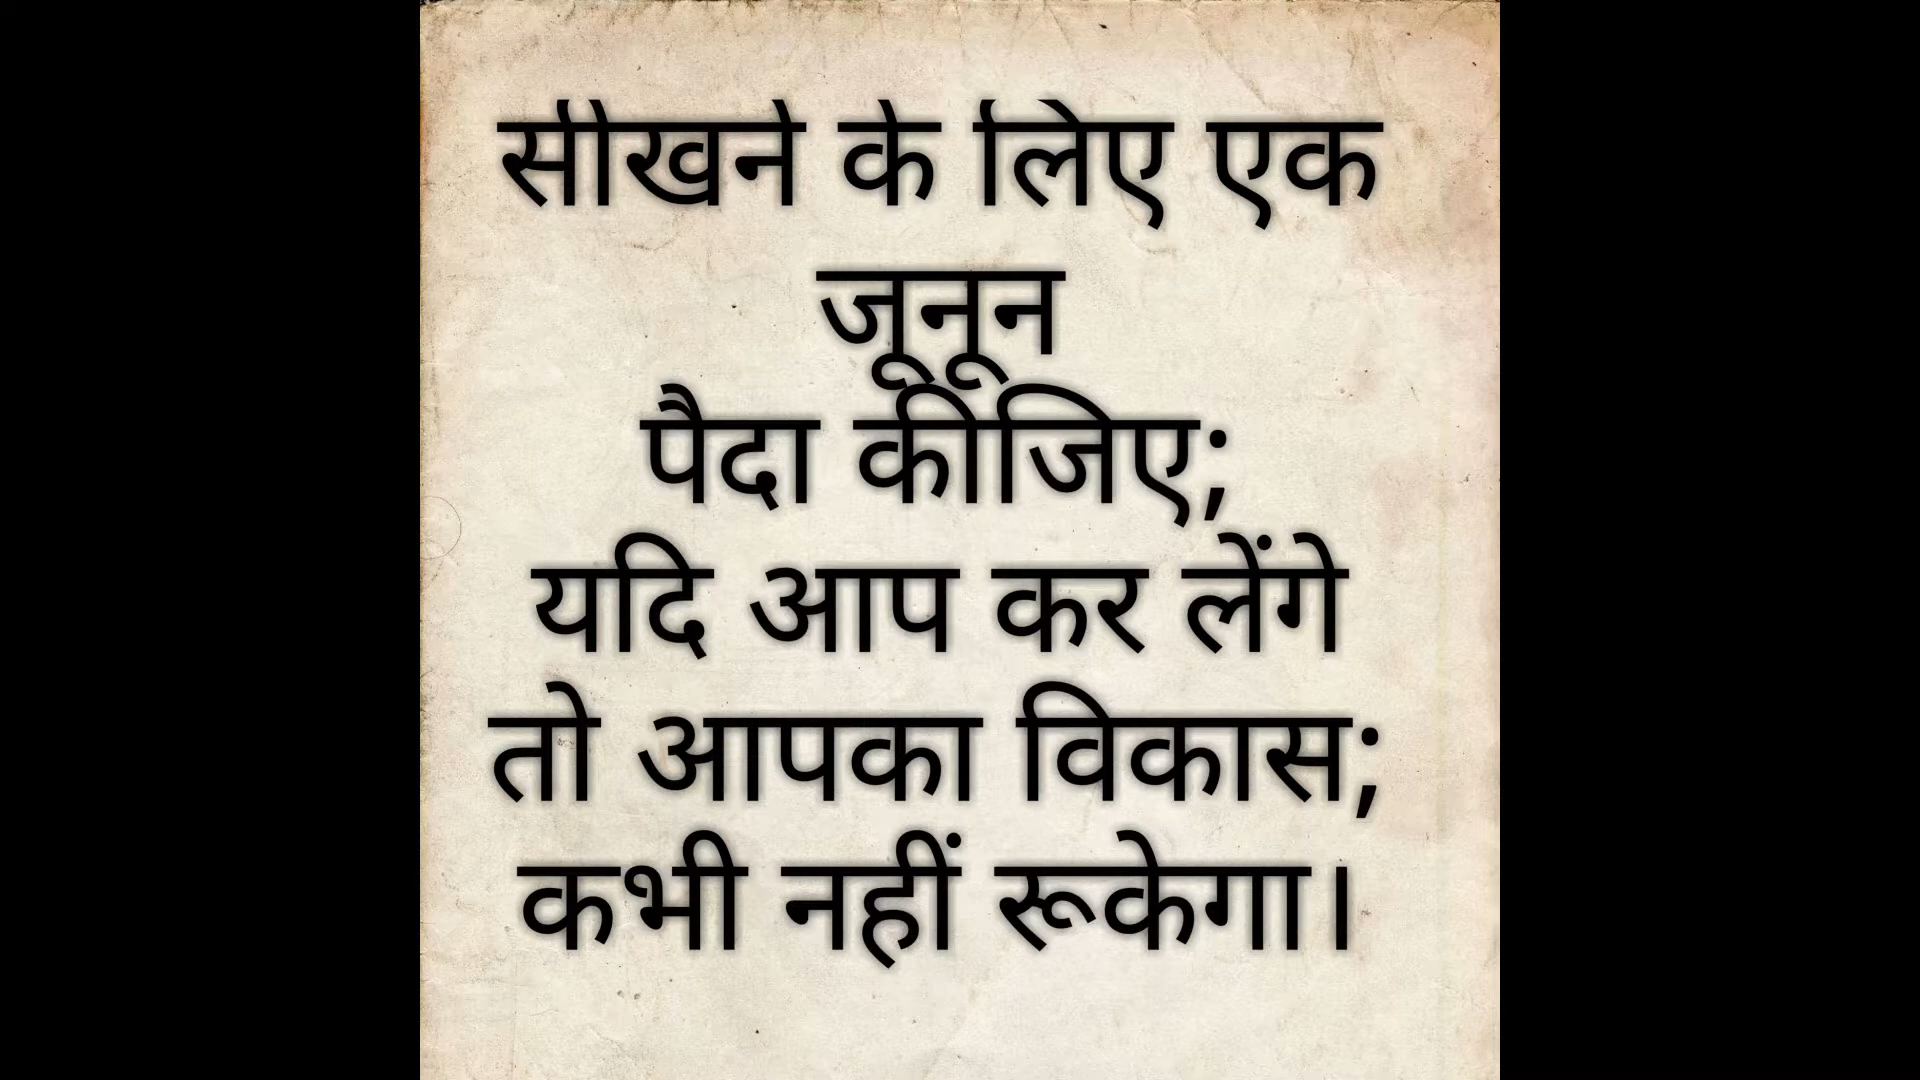 सीखने के लिए एक
जूनून
पैदा कीजिए;
यदि आप कर लेंगे
तो आपका विकास;
कभी नहीं रूकेगा।